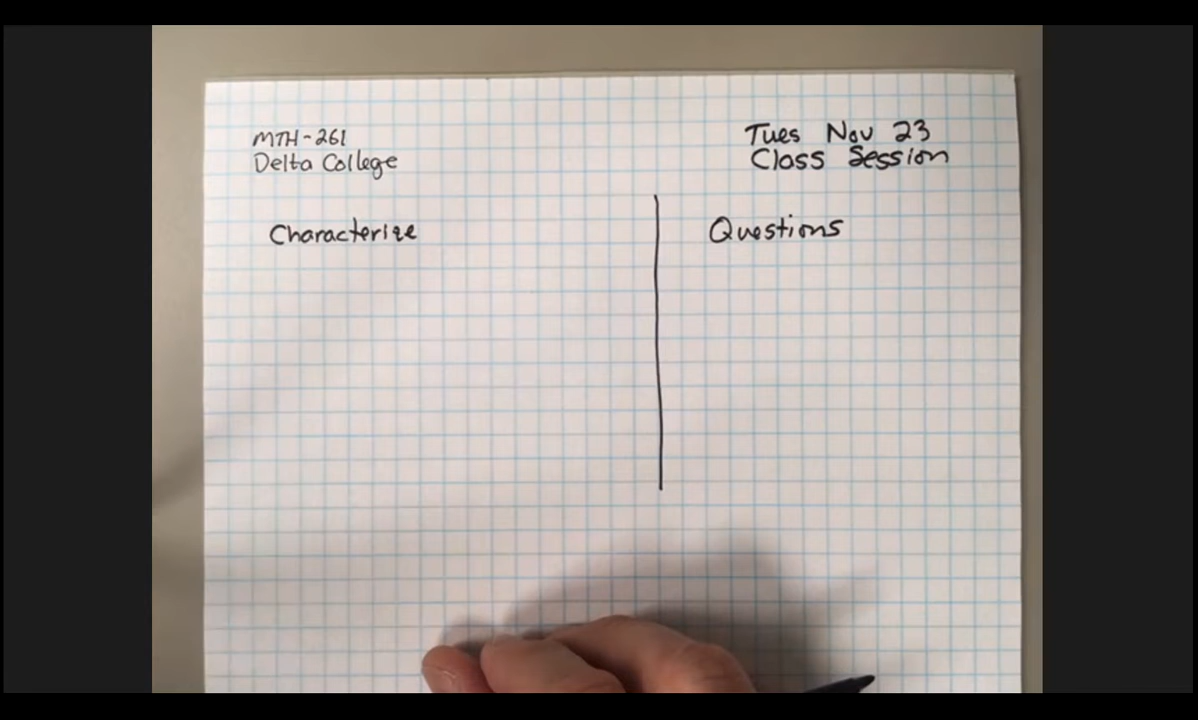 MTH-261
Delta College
Tues Nov 23
Class Session
Characterize
Questions